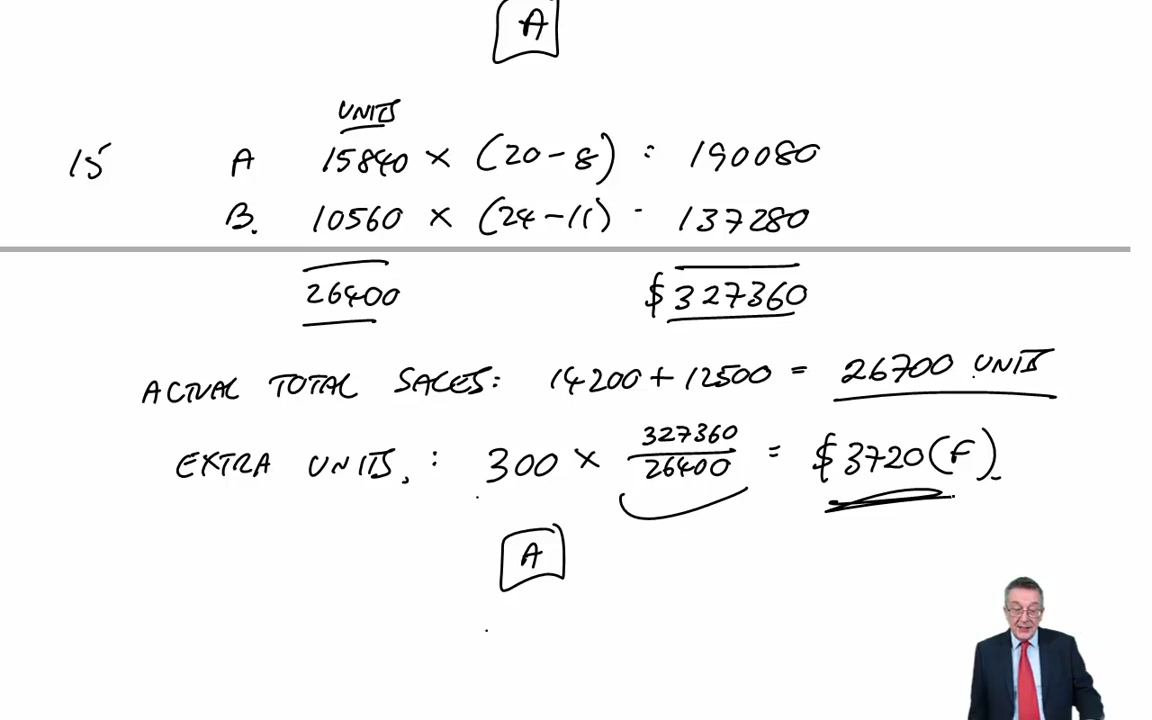 A
UNITS
15 A 15840 × (20-8) = 190080
B. 10560 × (24-11) - 137280
26400 $327360
ACTUAL TOTAL SALES: 14200 + 12500 = 26700 UNITS
EXTRA UNITS, : 300 × 327360/26400 = $3720 (F)
A